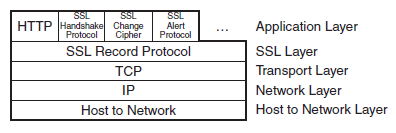 HTTP
SSL
Handshake
Protocol
SSL
Change
Cipher
SSL
Alert
Protocol
...
Application Layer
SSL Record Protocol
SSL Layer
TCP
Transport Layer
IP
Network Layer
Host to Network
Host to Network Layer